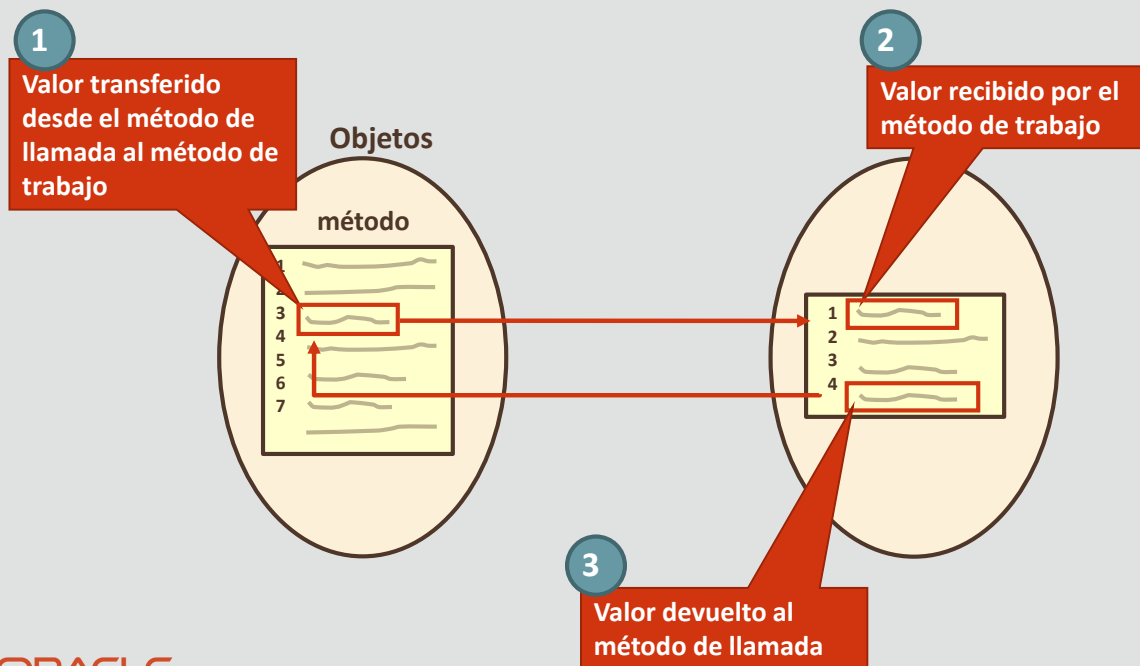 1
Valor transferido
desde el método de
llamada al método de
trabajo
2
Valor recibido por el
método de trabajo
Objetos
método
1
2
3
4
5
6
7
1
2
3
4
3
Valor devuelto al
método de llamada
ORACLE